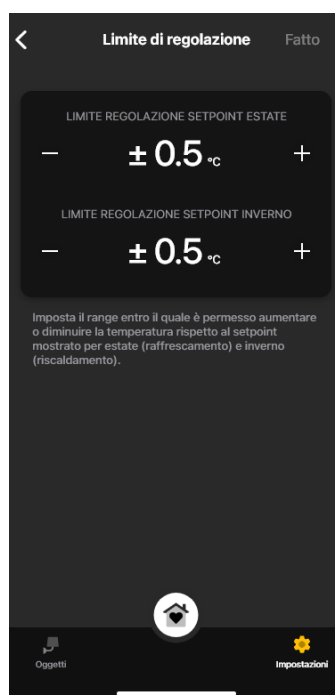 Limite di regolazione Fatto
LIMITE REGOLAZIONE SETPOINT ESTATE
− ± 0.5 °C +
LIMITE REGOLAZIONE SETPOINT INVERNO
− ± 0.5 °C +
Imposta il range entro il quale è permesso aumentare
o diminuire la temperatura rispetto al setpoint
mostrato per estate (raffrescamento) e inverno
(riscaldamento).
Oggetti Impostazioni